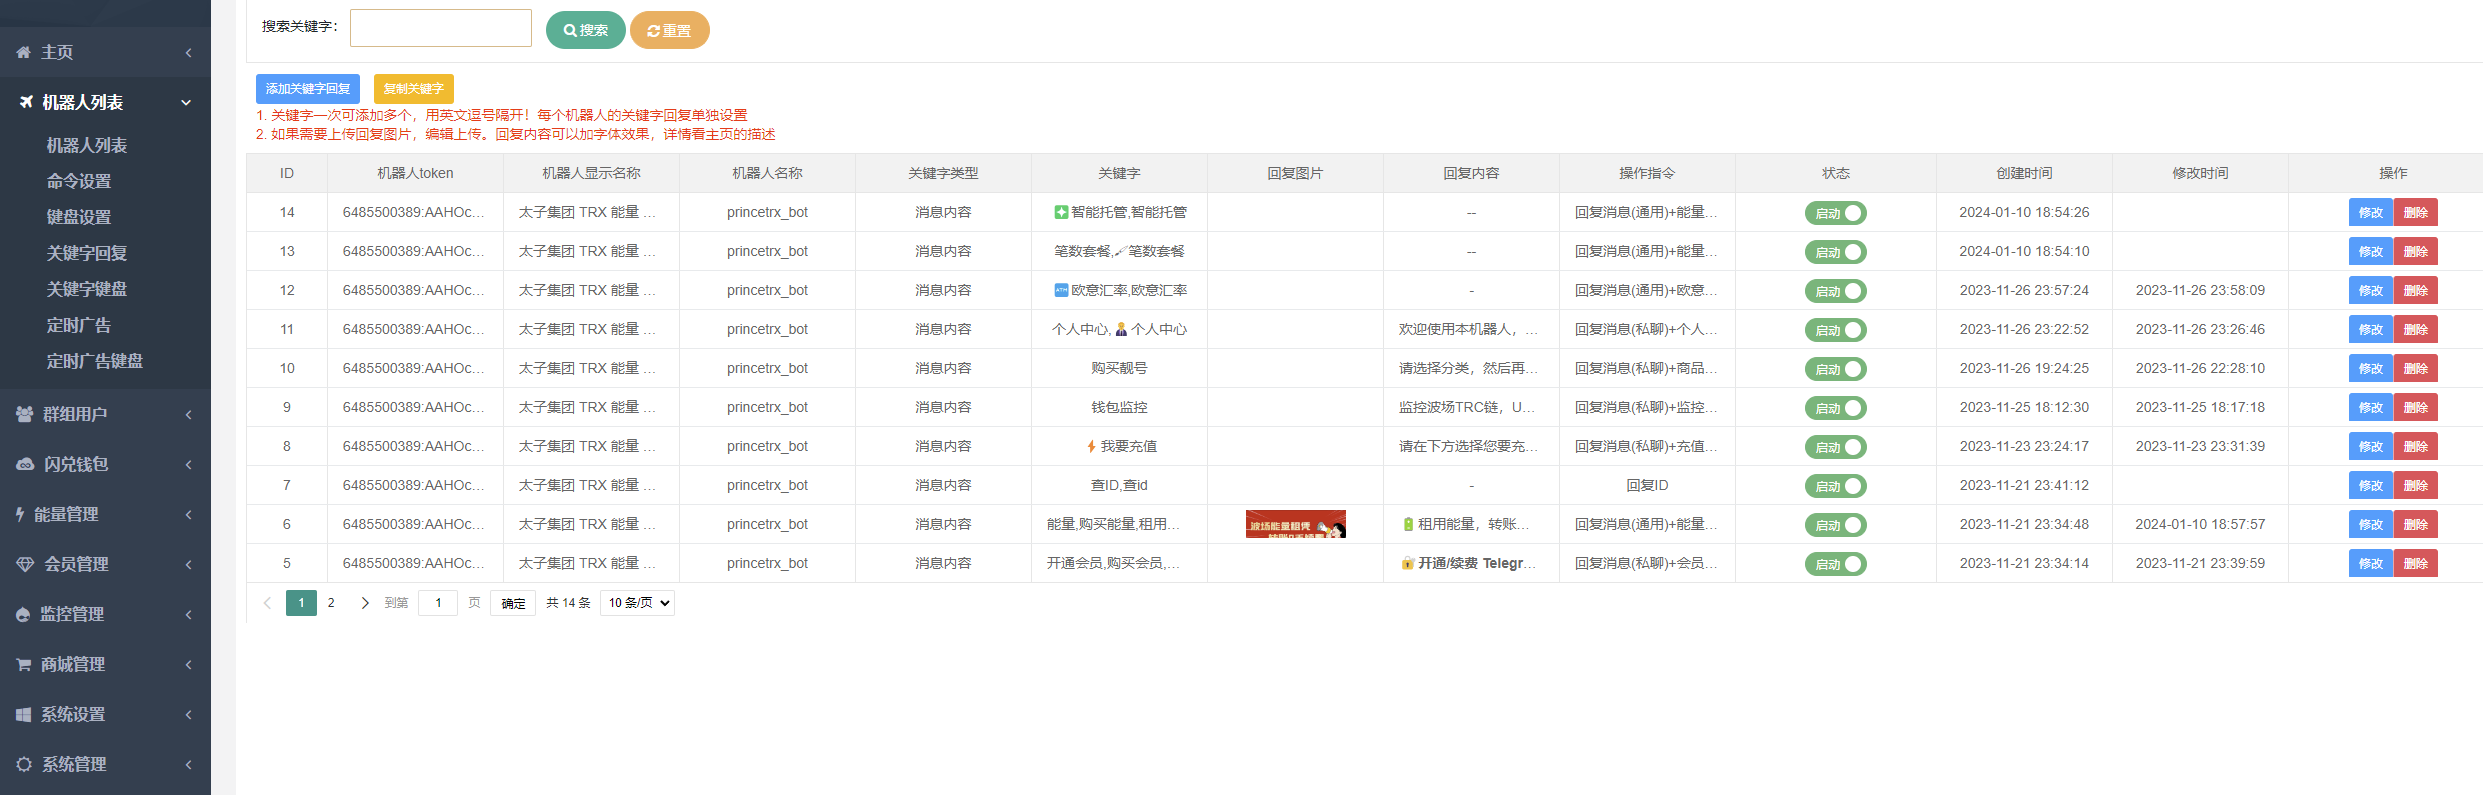 搜索关键字：
搜索
重置
主页
机器人列表
机器人列表
命令设置
键盘设置
关键字回复
关键字键盘
定时广告
定时广告键盘
群组用户
闪兑钱包
能量管理
会员管理
监控管理
商城管理
系统设置
系统管理
添加关键字回复 复制关键字
1. 关键字一次可添加多个，用英文逗号隔开！每个机器人的关键字回复单独设置
2. 如果需要上传回复图片，编辑上传。回复内容可以加字体效果，详情看主页的描述
ID 机器人token 机器人显示名称 机器人名称 关键字类型 关键字 回复图片 回复内容 操作指令 状态 创建时间 修改时间 操作
14 6485500389:AAHOc... 太子集团 TRX 能量 ... princetrx_bot 消息内容 智能托管,智能托管 -- 回复消息(通用)+能量... 启动 2024-01-10 18:54:26 修改 删除
13 6485500389:AAHOc... 太子集团 TRX 能量 ... princetrx_bot 消息内容 笔数套餐,🖌笔数套餐 -- 回复消息(通用)+能量... 启动 2024-01-10 18:54:10 修改 删除
12 6485500389:AAHOc... 太子集团 TRX 能量 ... princetrx_bot 消息内容 🏧欧意汇率,欧意汇率 - 回复消息(通用)+欧意... 启动 2023-11-26 23:57:24 2023-11-26 23:58:09 修改 删除
11 6485500389:AAHOc... 太子集团 TRX 能量 ... princetrx_bot 消息内容 个人中心,个人中心 欢迎使用本机器人，... 回复消息(私聊)+个人... 启动 2023-11-26 23:22:52 2023-11-26 23:26:46 修改 删除
10 6485500389:AAHOc... 太子集团 TRX 能量 ... princetrx_bot 消息内容 购买靓号 请选择分类，然后再... 回复消息(私聊)+商品... 启动 2023-11-26 19:24:25 2023-11-26 22:28:10 修改 删除
9 6485500389:AAHOc... 太子集团 TRX 能量 ... princetrx_bot 消息内容 钱包监控 监控波场TRC链，U... 回复消息(私聊)+监控... 启动 2023-11-25 18:12:30 2023-11-25 18:17:18 修改 删除
8 6485500389:AAHOc... 太子集团 TRX 能量 ... princetrx_bot 消息内容 ⚡我要充值 请在下方选择您要充... 回复消息(私聊)+充值... 启动 2023-11-23 23:24:17 2023-11-23 23:31:39 修改 删除
7 6485500389:AAHOc... 太子集团 TRX 能量 ... princetrx_bot 消息内容 查ID,查id - 回复ID 启动 2023-11-21 23:41:12 修改 删除
6 6485500389:AAHOc... 太子集团 TRX 能量 ... princetrx_bot 消息内容 能量,购买能量,租用... 波场能量租赁 🔋租用能量，转账... 回复消息(通用)+能量... 启动 2023-11-21 23:34:48 2024-01-10 18:57:57 修改 删除
5 6485500389:AAHOc... 太子集团 TRX 能量 ... princetrx_bot 消息内容 开通会员,购买会员,... 🔐开通/续费 Telegr... 回复消息(私聊)+会员... 启动 2023-11-21 23:34:14 2023-11-21 23:39:59 修改 删除
1 2 到第 1 页 确定 共 14 条 10 条/页